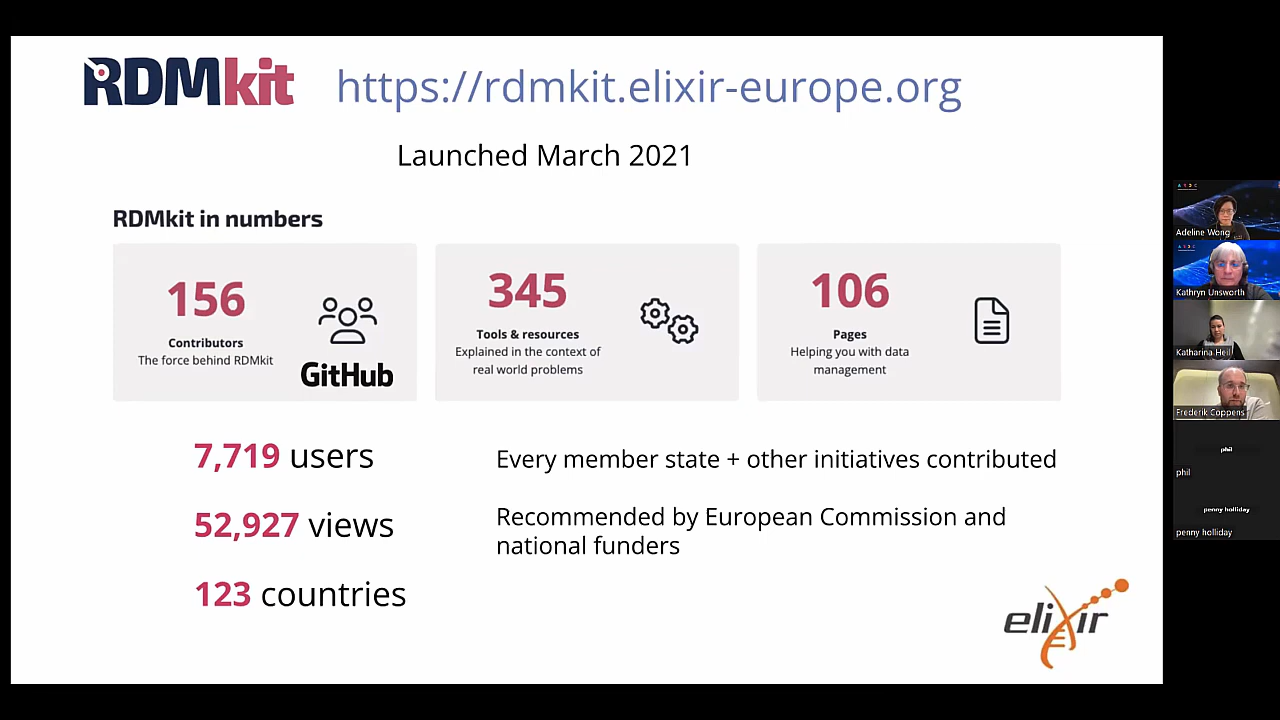 RDMkit
https://rdmkit.elixir-europe.org
Launched March 2021
RDMkit in numbers
156
Contributors
The force behind RDMkit
GitHub
345
Tools & resources
Explained in the context of
real world problems
106
Pages
Helping you with data
management
7,719 users
52,927 views
123 countries
Every member state + other initiatives contributed
Recommended by European Commission and
national funders
elixir
Adeline Wong
Kathryn Unsworth
Katharina Heil
Frederik Coppens
phil
phil
penny holliday
penny holliday